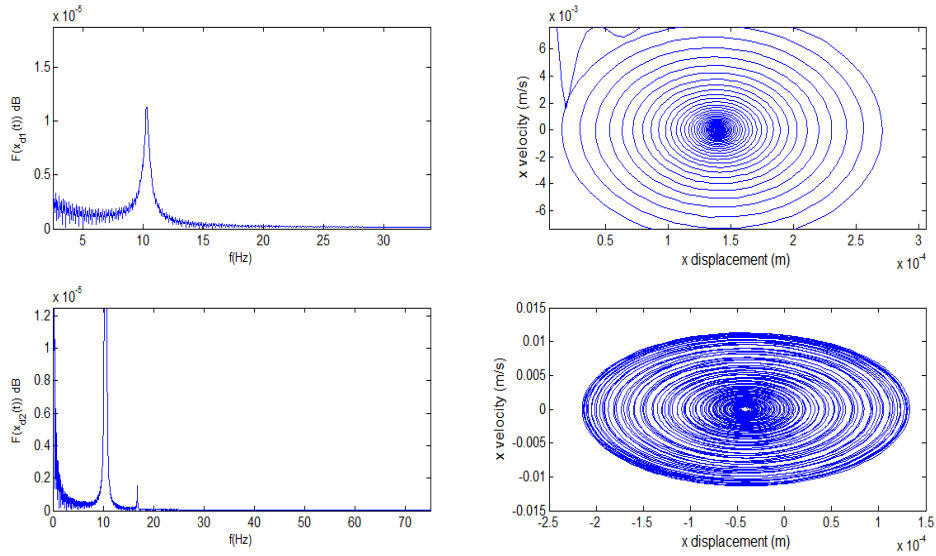 x 10^-5
1.5
1
0.5
0
5 10 15 20 25 30
f(Hz)
F(x_d1(t)) dB
x 10^-3
6
4
2
0
-2
-4
-6
0.5 1 1.5 2 2.5 3
x 10^-4
x displacement (m)
x velocity (m/s)
x 10^-5
1.2
1
0.8
0.6
0.4
0.2
0
0 10 20 30 40 50 60 70
f(Hz)
F(x_d2(t)) dB
0.015
0.01
0.005
0
-0.005
-0.01
-0.015
-2.5 -2 -1.5 -1 -0.5 0 0.5 1 1.5
x 10^-4
x displacement (m)
x velocity (m/s)